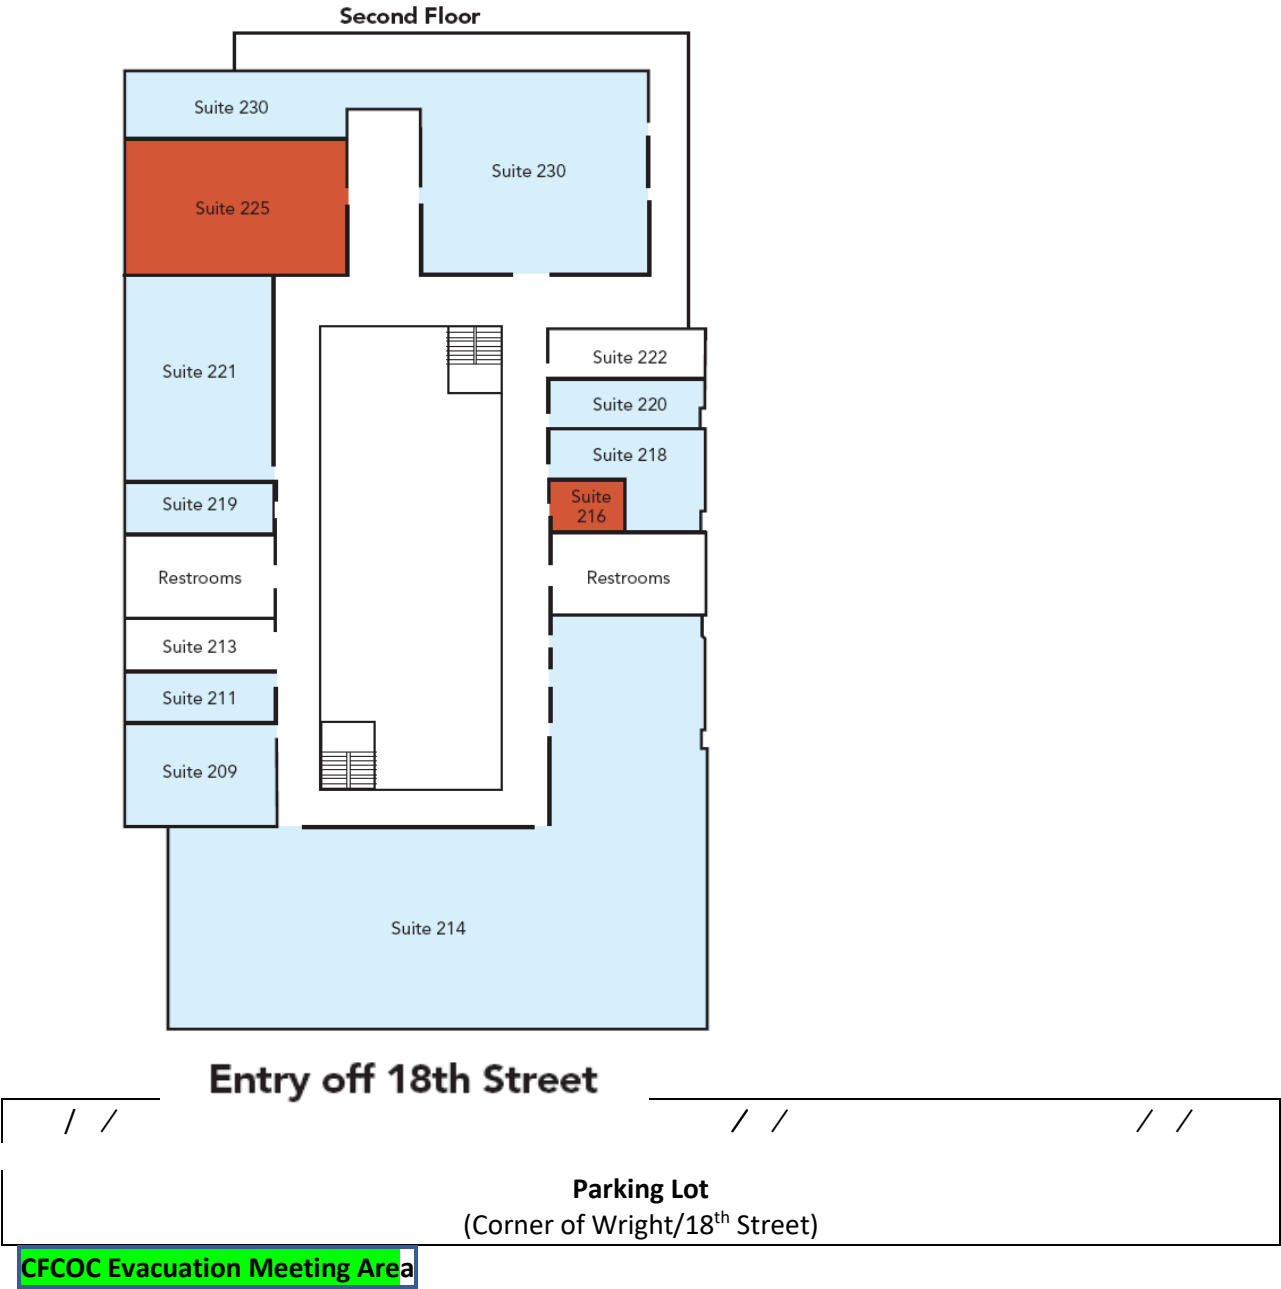 Second Floor
Suite 230
Suite 230
Suite 225
Suite 221
Suite 222
Suite 220
Suite 218
Suite 219
Suite
216
Restrooms
Restrooms
Suite 213
Suite 211
Suite 209
Suite 214
Entry off 18th Street
/ / / / / /
Parking Lot
(Corner of Wright/18th Street)
CFCOC Evacuation Meeting Area